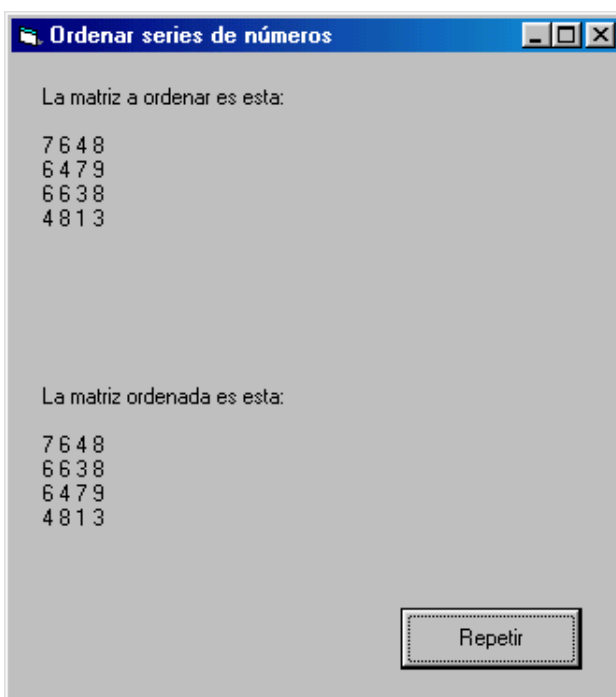 Ordenar series de números
La matriz a ordenar es esta:
7 6 4 8
6 4 7 9
6 6 3 8
4 8 1 3
La matriz ordenada es esta:
7 6 4 8
6 6 3 8
6 4 7 9
4 8 1 3
Repetir